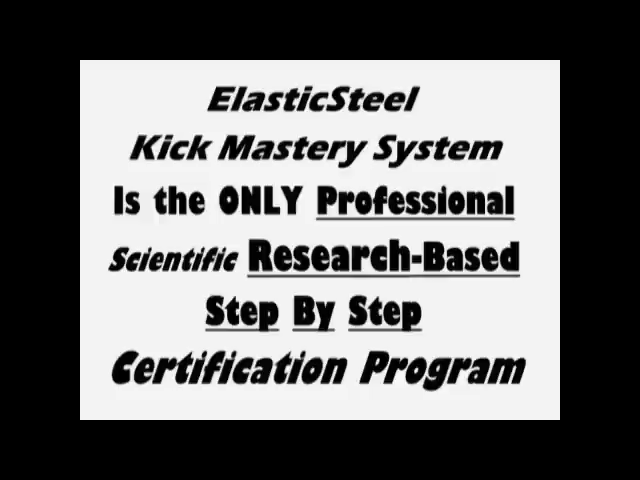 ElasticSteel
Kick Mastery System
Is the ONLY Professional
Scientific Research-Based
Step By Step
Certification Program